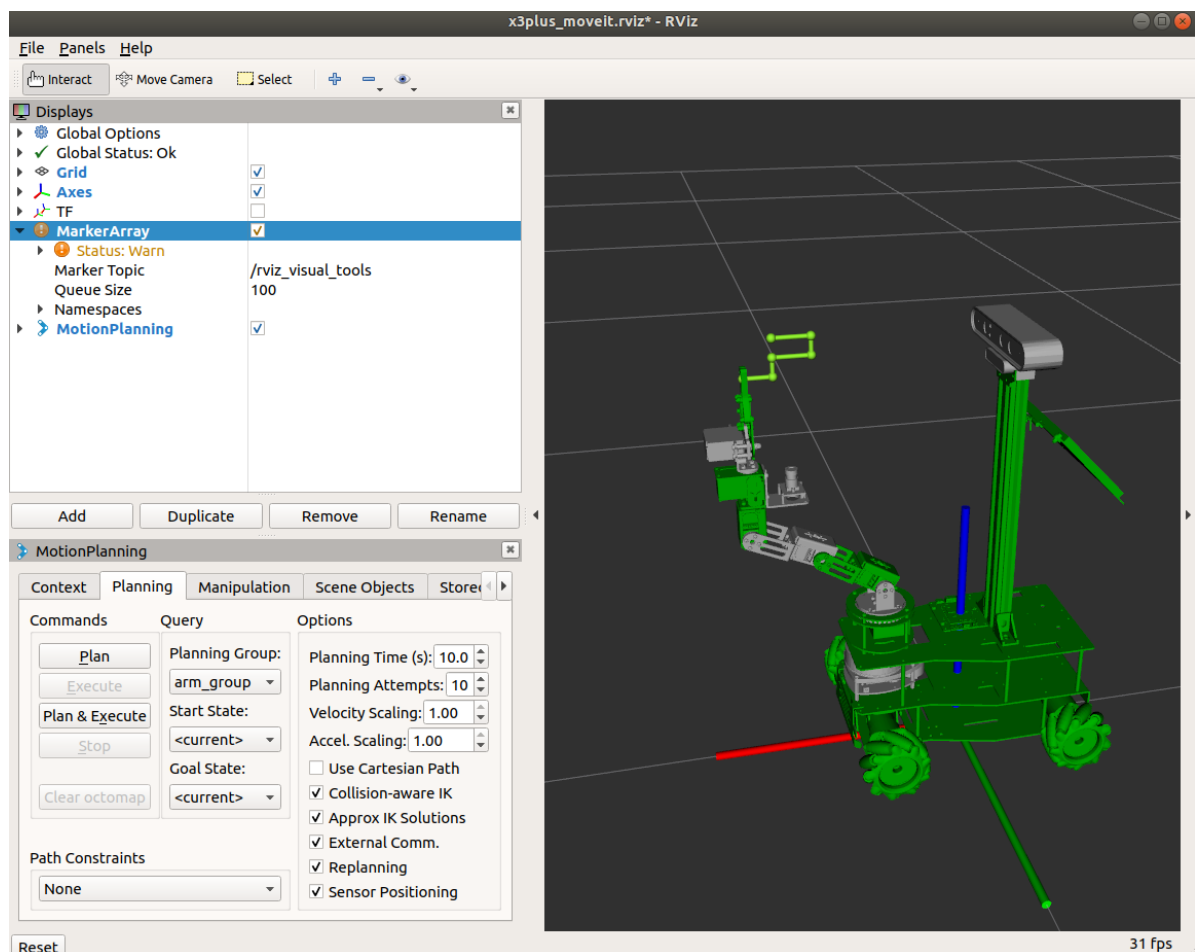 x3plus_moveit.rviz* - RViz
File Panels Help
Interact Move Camera Select
Displays
Global Options
Global Status: Ok
Grid
Axes
TF
MarkerArray
Status: Warn
Marker Topic /rviz_visual_tools
Queue Size 100
Namespaces
MotionPlanning
Add Duplicate Remove Rename
MotionPlanning
Context Planning Manipulation Scene Objects Store
Commands Query Options
Plan Planning Group: Planning Time (s): 10.0
Execute arm_group Planning Attempts: 10
Plan & Execute Start State: Velocity Scaling: 1.00
Stop <current> Accel. Scaling: 1.00
Goal State: Use Cartesian Path
Clear octomap <current> Collision-aware IK
Approx IK Solutions
External Comm.
Path Constraints Replanning
None Sensor Positioning
Reset 31 fps